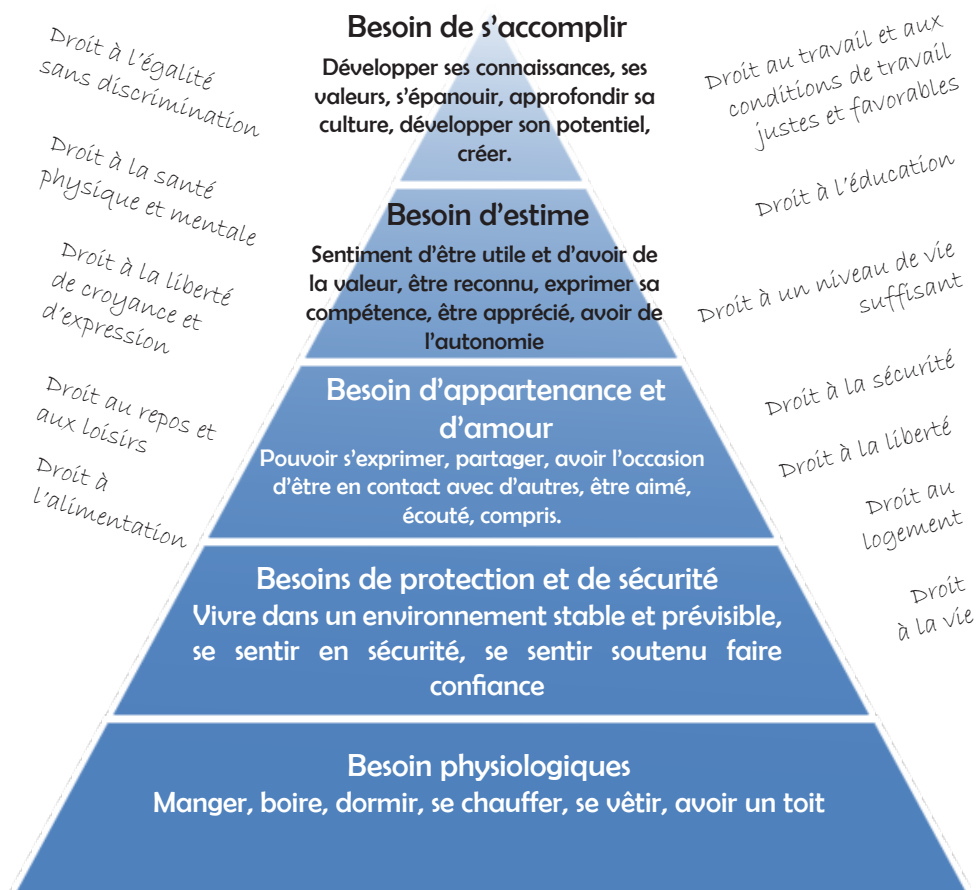 Besoin de s'accomplir
Développer ses connaissances, ses
valeurs, s'épanouir, approfondir sa
culture, développer son potentiel,
créer.
Besoin d'estime
Sentiment d'être utile et d'avoir de
la valeur, être reconnu, exprimer sa
compétence, être apprécié, avoir de
l'autonomie
Besoin d'appartenance et
d'amour
Pouvoir s'exprimer, partager, avoir l'occasion
d'être en contact avec d'autres, être aimé,
écouté, compris.
Besoins de protection et de sécurité
Vivre dans un environnement stable et prévisible,
se sentir en sécurité, se sentir soutenu faire
confiance
Besoin physiologiques
Manger, boire, dormir, se chauffer, se vêtir, avoir un toit
Droit à l'égalité
sans discrimination
Droit à la santé
physique et mentale
Droit à la liberté
de croyance et
d'expression
Droit au repos et
aux loisirs
Droit à
l'alimentation
Droit au travail et aux
conditions de travail
justes et favorables
Droit à l'éducation
Droit à un niveau de vie
suffisant
Droit à la sécurité
Droit à la liberté
Droit au
logement
Droit
à la vie